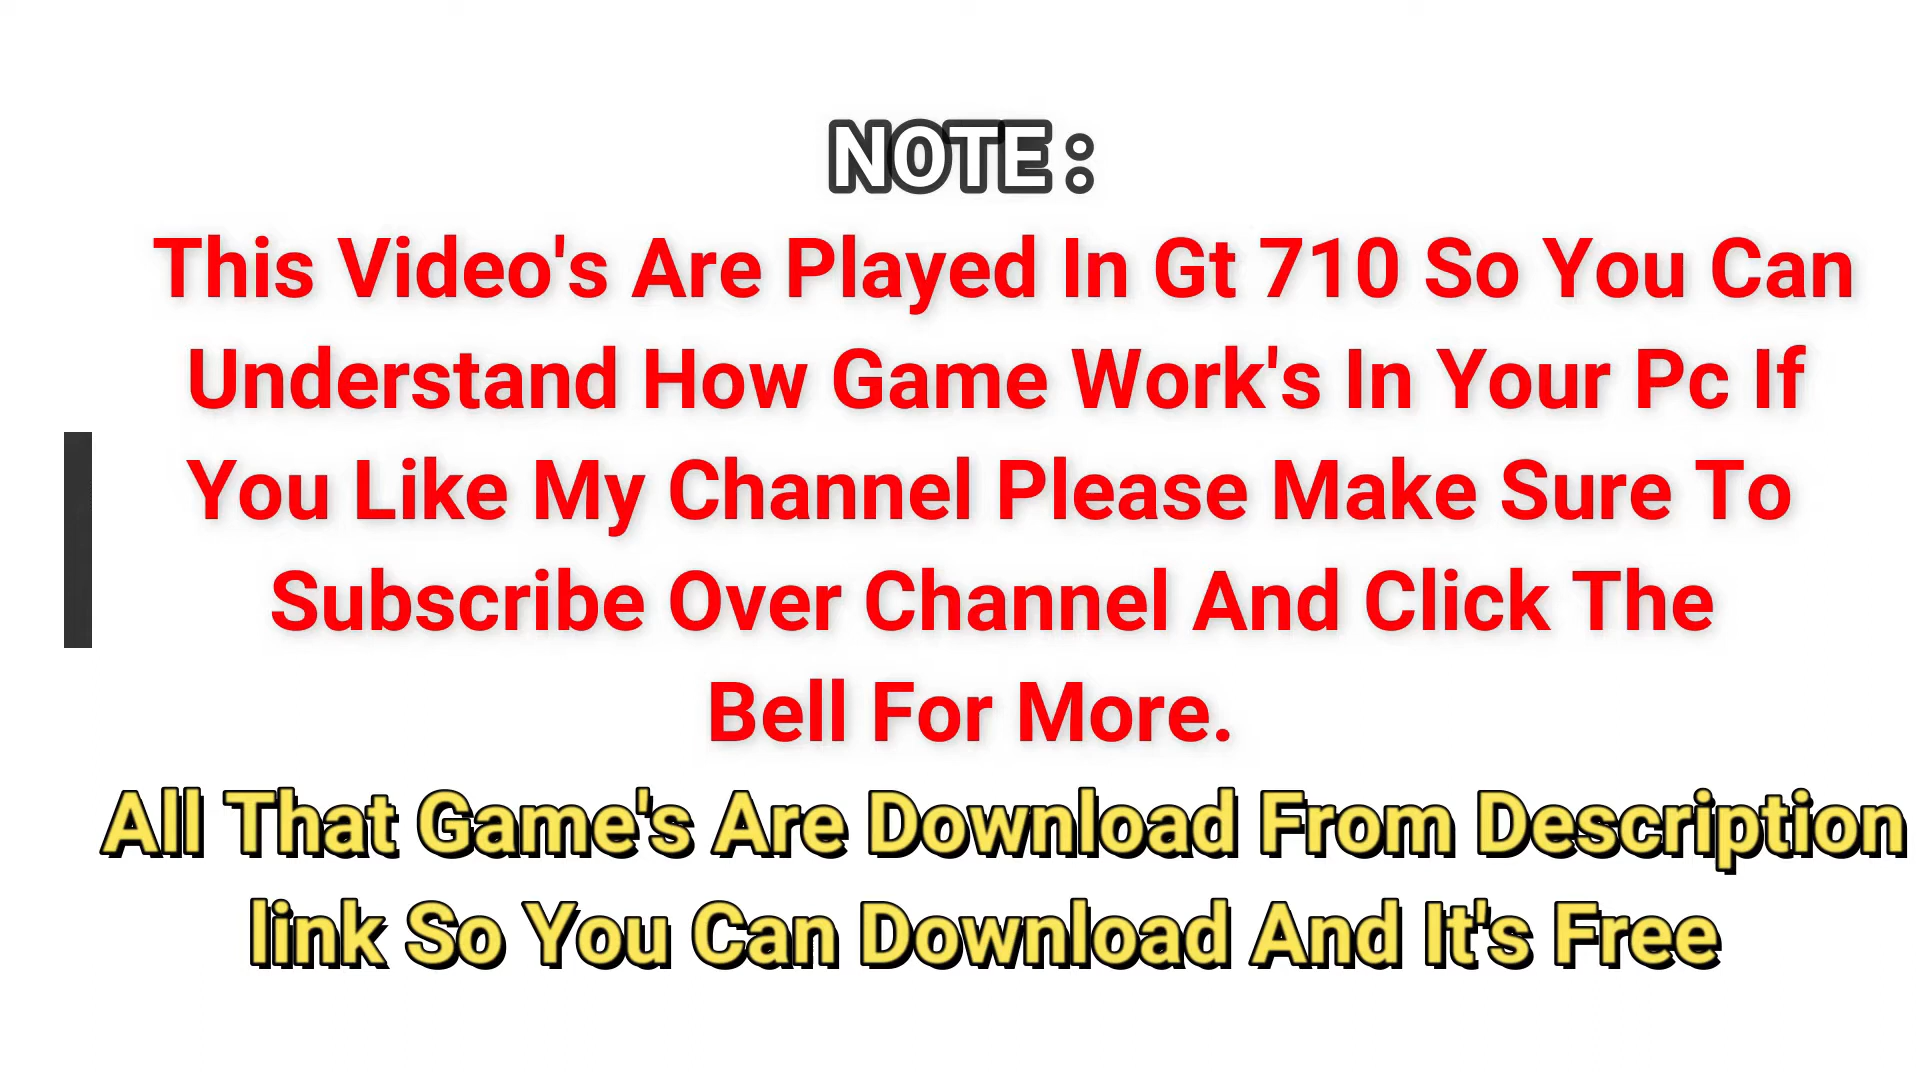 NOTE :
This Video's Are Played In Gt 710 So You Can
Understand How Game Work's In Your Pc If
You Like My Channel Please Make Sure To
Subscribe Over Channel And Click The
Bell For More.
All That Game's Are Download From Description
link So You Can Download And It's Free